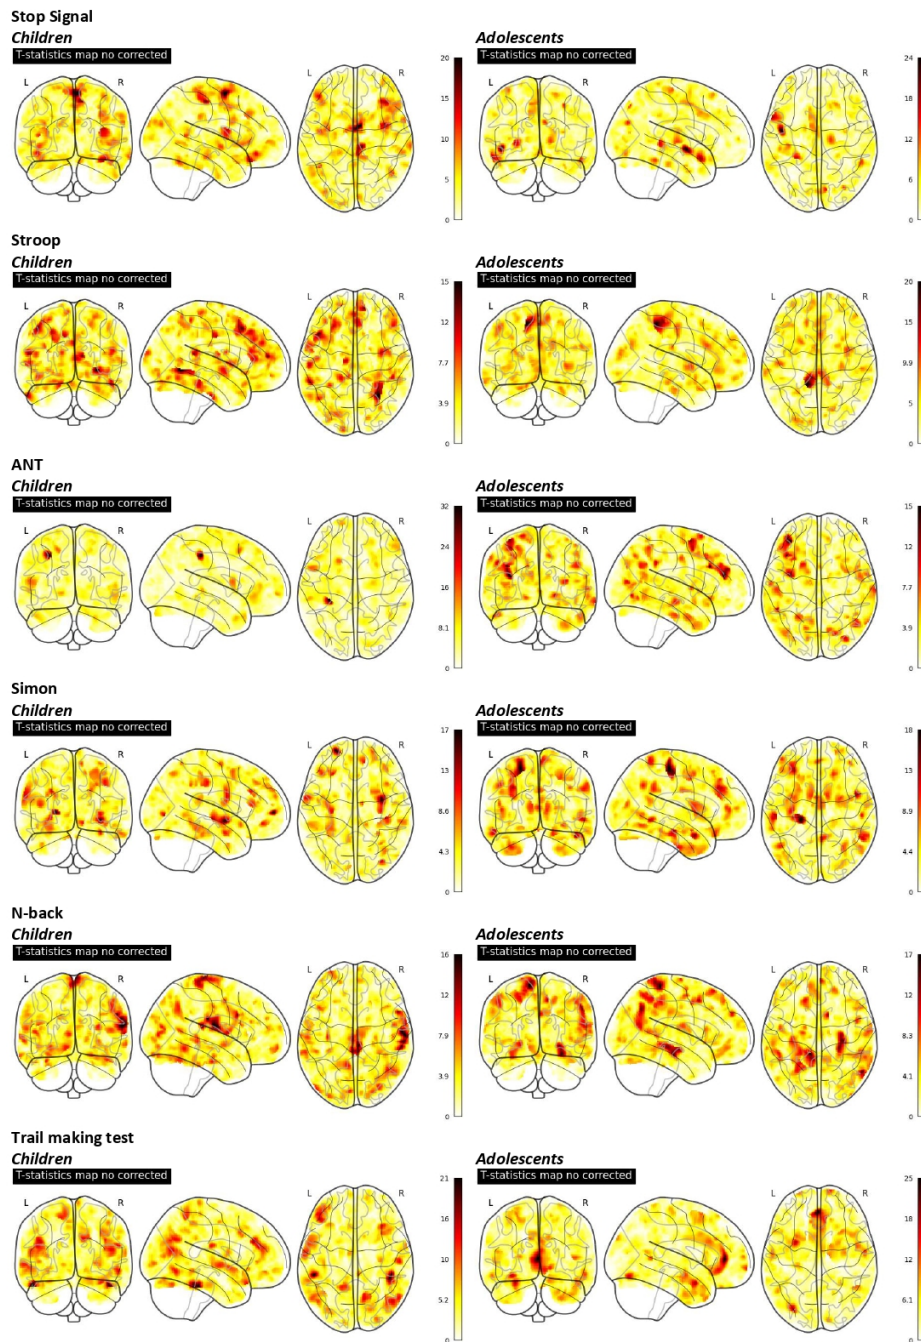 Stop Signal
Children Adolescents
T-statistics map no corrected T-statistics map no corrected
L R L R L R L R
20 24
15 18
10 12
5 6
0 0
Stroop
Children Adolescents
T-statistics map no corrected T-statistics map no corrected
L R L R L R L R
15 20
12 15
7.7 10
3.9 5
0 0
ANT
Children Adolescents
T-statistics map no corrected T-statistics map no corrected
L R L R L R L R
32 15
24 12
16 7.7
8.1 3.9
0 0
Simon
Children Adolescents
T-statistics map no corrected T-statistics map no corrected
L R L R L R L R
17 18
13 13
8.6 8.9
4.3 4.4
0 0
N-back
Children Adolescents
T-statistics map no corrected T-statistics map no corrected
L R L R L R L R
16 17
12 12
7.9 8.3
3.9 4.1
0 0
Trail making test
Children Adolescents
T-statistics map no corrected T-statistics map no corrected
L R L R L R L R
21 25
16 18
10 12
5.2 6.1
0 0